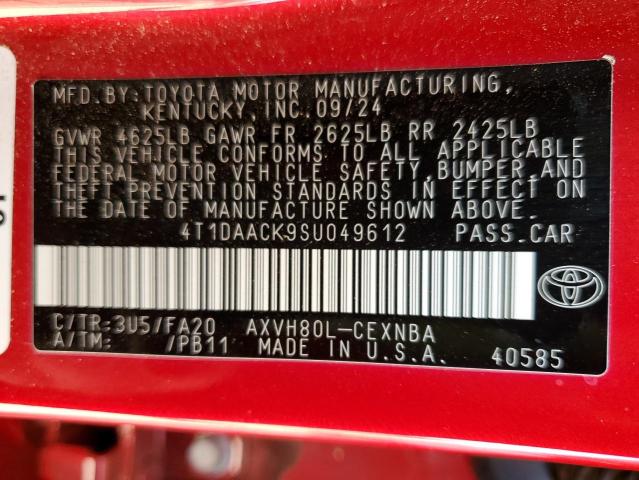 MFD.BY:TOYOTA MOTOR MANUFACTURING,
KENTUCKY, INC. 09/24
GVWR 4625LB GAWR FR 2625LB RR 2425LB
THIS VEHICLE CONFORMS TO ALL APPLICABLE
FEDERAL MOTOR VEHICLE SAFETY,BUMPER,AND
THEFT PREVENTION STANDARDS IN EFFECT ON
THE DATE OF MANUFACTURE SHOWN ABOVE.
4T1DAACK9SU049612 PASS.CAR
C/TR:3U5/FA20 AXVH80L-CEXNBA
A/TM: /PB11 MADE IN U.S.A. 40585